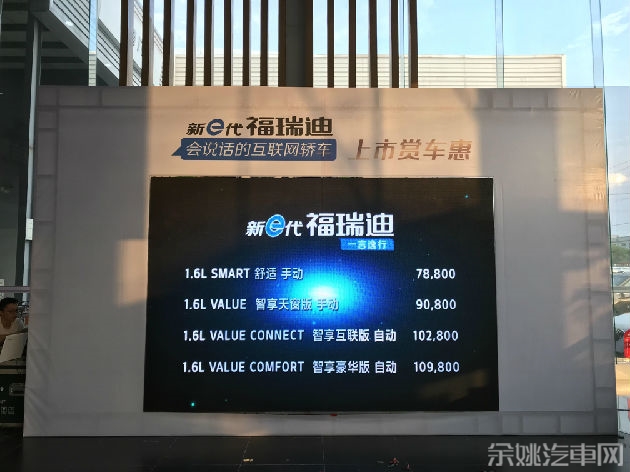 新e代 福瑞迪
会说话的互联网轿车 上市赏车惠
新e代 福瑞迪
一言逸行
1.6L SMART 舒适 手动 78,800
1.6L VALUE 智享天窗版 手动 90,800
1.6L VALUE CONNECT 智享互联版 自动 102,800
1.6L VALUE COMFORT 智享豪华版 自动 109,800
余姚汽车网